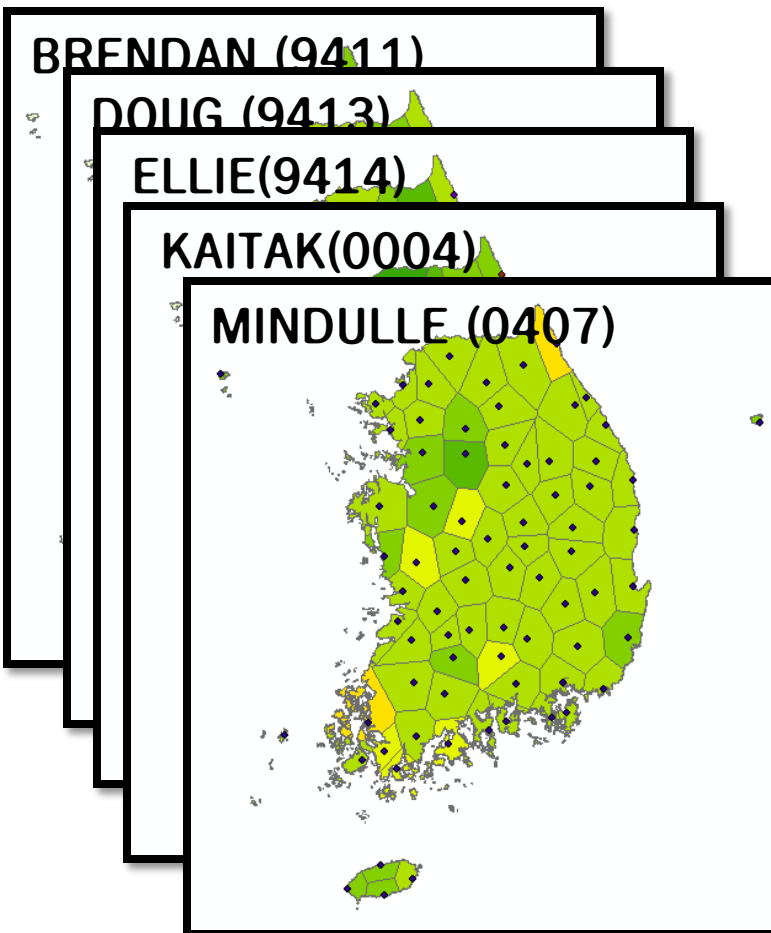 BRENDAN (9411)
DOUG (9413)
ELLIE(9414)
KAITAK(0004)
MINDULLE (0407)